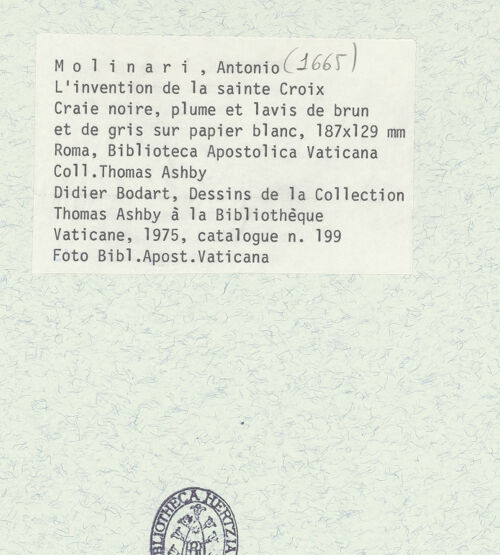 Molinari, Antonio (1665)
L'invention de la sainte Croix
Craie noire, plume et lavis de brun
et de gris sur papier blanc, 187x129 mm
Roma, Biblioteca Apostolica Vaticana
Coll.Thomas Ashby
Didier Bodart, Dessins de la Collection
Thomas Ashby à la Bibliothèque
Vaticane, 1975, catalogue n. 199
Foto Bibl.Apost.Vaticana
BIBLIOTHECA HERTZIA